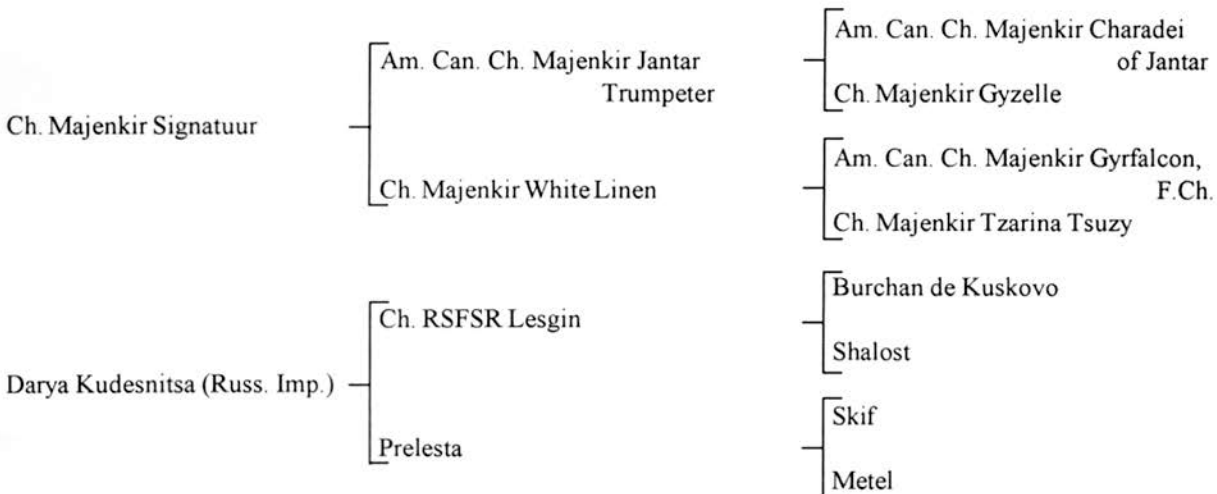 Am. Can. Ch. Majenkir Charadei
of Jantar
Am. Can. Ch. Majenkir Jantar
Trumpeter
Ch. Majenkir Gyzelle
Ch. Majenkir Signatuur
Am. Can. Ch. Majenkir Gyrfalcon,
F.Ch.
Ch. Majenkir White Linen
Ch. Majenkir Tzarina Tsuzy
Burchan de Kuskovo
Ch. RSFSR Lesgin
Shalost
Darya Kudesnitsa (Russ. Imp.)
Skif
Prelesta
Metel